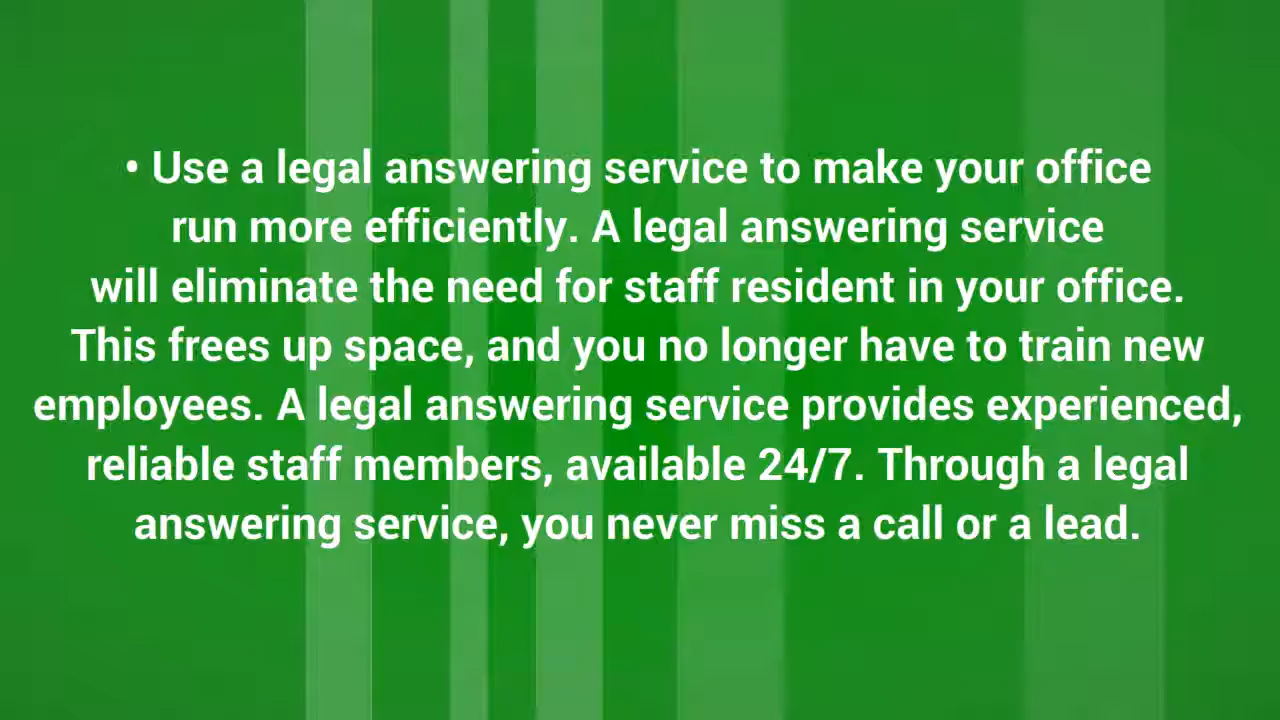 • Use a legal answering service to make your office
run more efficiently. A legal answering service
will eliminate the need for staff resident in your office.
This frees up space, and you no longer have to train new
employees. A legal answering service provides experienced,
reliable staff members, available 24/7. Through a legal
answering service, you never miss a call or a lead.